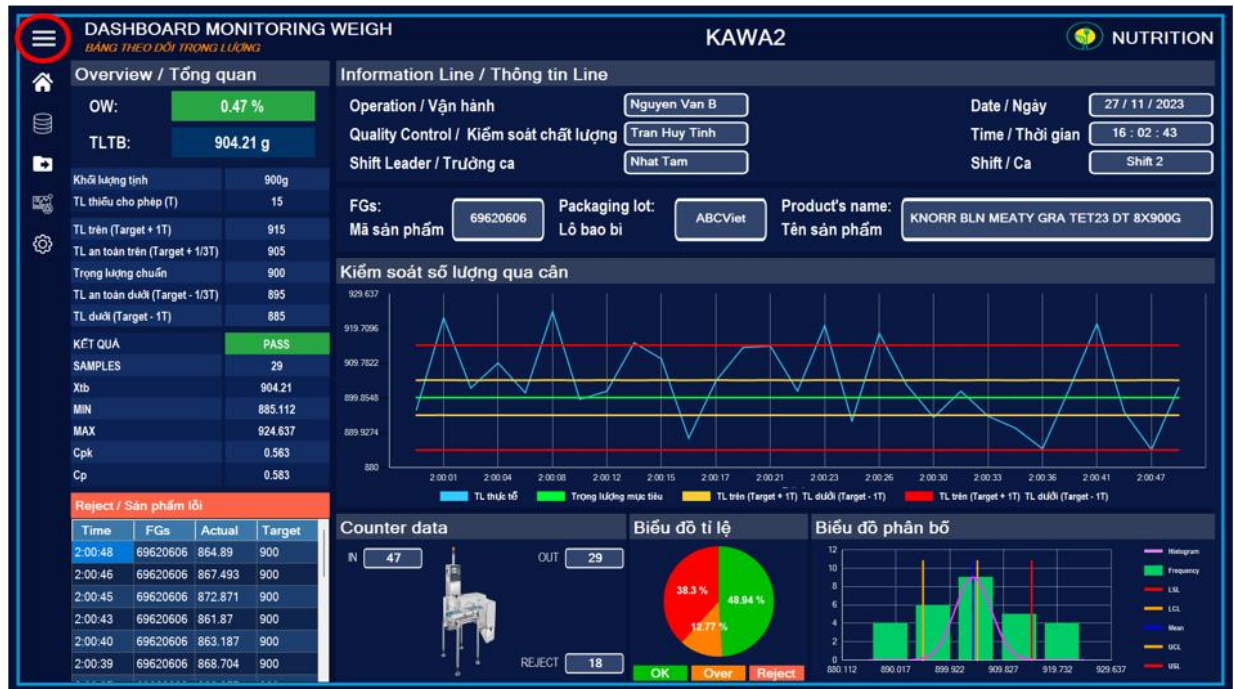 DASHBOARD MONITORING WEIGH
BẢNG THEO DÕI TRỌNG LƯỢNG
KAWA2
NUTRITION
Overview / Tổng quan
OW: 0.47 %
TLTB: 904.21 g
Khối lượng tịnh 900g
TL thiếu cho phép (T) 15
TL trên (Target + 1T) 915
TL an toàn trên (Target + 1/3T) 905
Trọng lượng chuẩn 900
TL an toàn dưới (Target - 1/3T) 895
TL dưới (Target - 1T) 885
KẾT QUẢ PASS
SAMPLES 29
Xtb 904.21
MIN 885.112
MAX 924.637
Cpk 0.563
Cp 0.583
Reject / Sản phẩm lỗi
Time FGs Actual Target
2:00:48 69620606 864.89 900
2:00:46 69620606 867.493 900
2:00:45 69620606 872.871 900
2:00:43 69620606 861.87 900
2:00:40 69620606 863.187 900
2:00:39 69620606 868.704 900
Information Line / Thông tin Line
Operation / Vận hành Nguyen Van B
Quality Control / Kiểm soát chất lượng Tran Huy Tinh
Shift Leader / Trưởng ca Nhat Tam
Date / Ngày 27 / 11 / 2023
Time / Thời gian 16 : 02 : 43
Shift / Ca Shift 2
FGs: 69620606 Packaging lot: ABCViet Product's name: KNORR BLN MEATY GRA TET23 DT 8X900G
Mã sản phẩm Lô bao bì Tên sản phẩm
Kiểm soát số lượng qua cân
929.637
919.7096
909.7822
899.8548
889.9274
880
2:00:01 2:00:04 2:00:08 2:00:12 2:00:15 2:00:17 2:00:21 2:00:23 2:00:26 2:00:30 2:00:33 2:00:36 2:00:41 2:00:47
TL thực tế Trọng lượng mục tiêu TL trên (Target + 1T) TL dưới (Target - 1T) TL trên (Target + 1T) TL dưới (Target - 1T)
Counter data
IN 47 OUT 29
REJECT 18
Biểu đồ tỉ lệ
38.3 % 48.94 %
12.77 %
OK Over Reject
Biểu đồ phân bố
12
10
8
6
4
2
0
880.112 890.017 899.922 909.827 919.732 929.637
Histogram
Frequency
LSL
LCL
Mean
UCL
USL